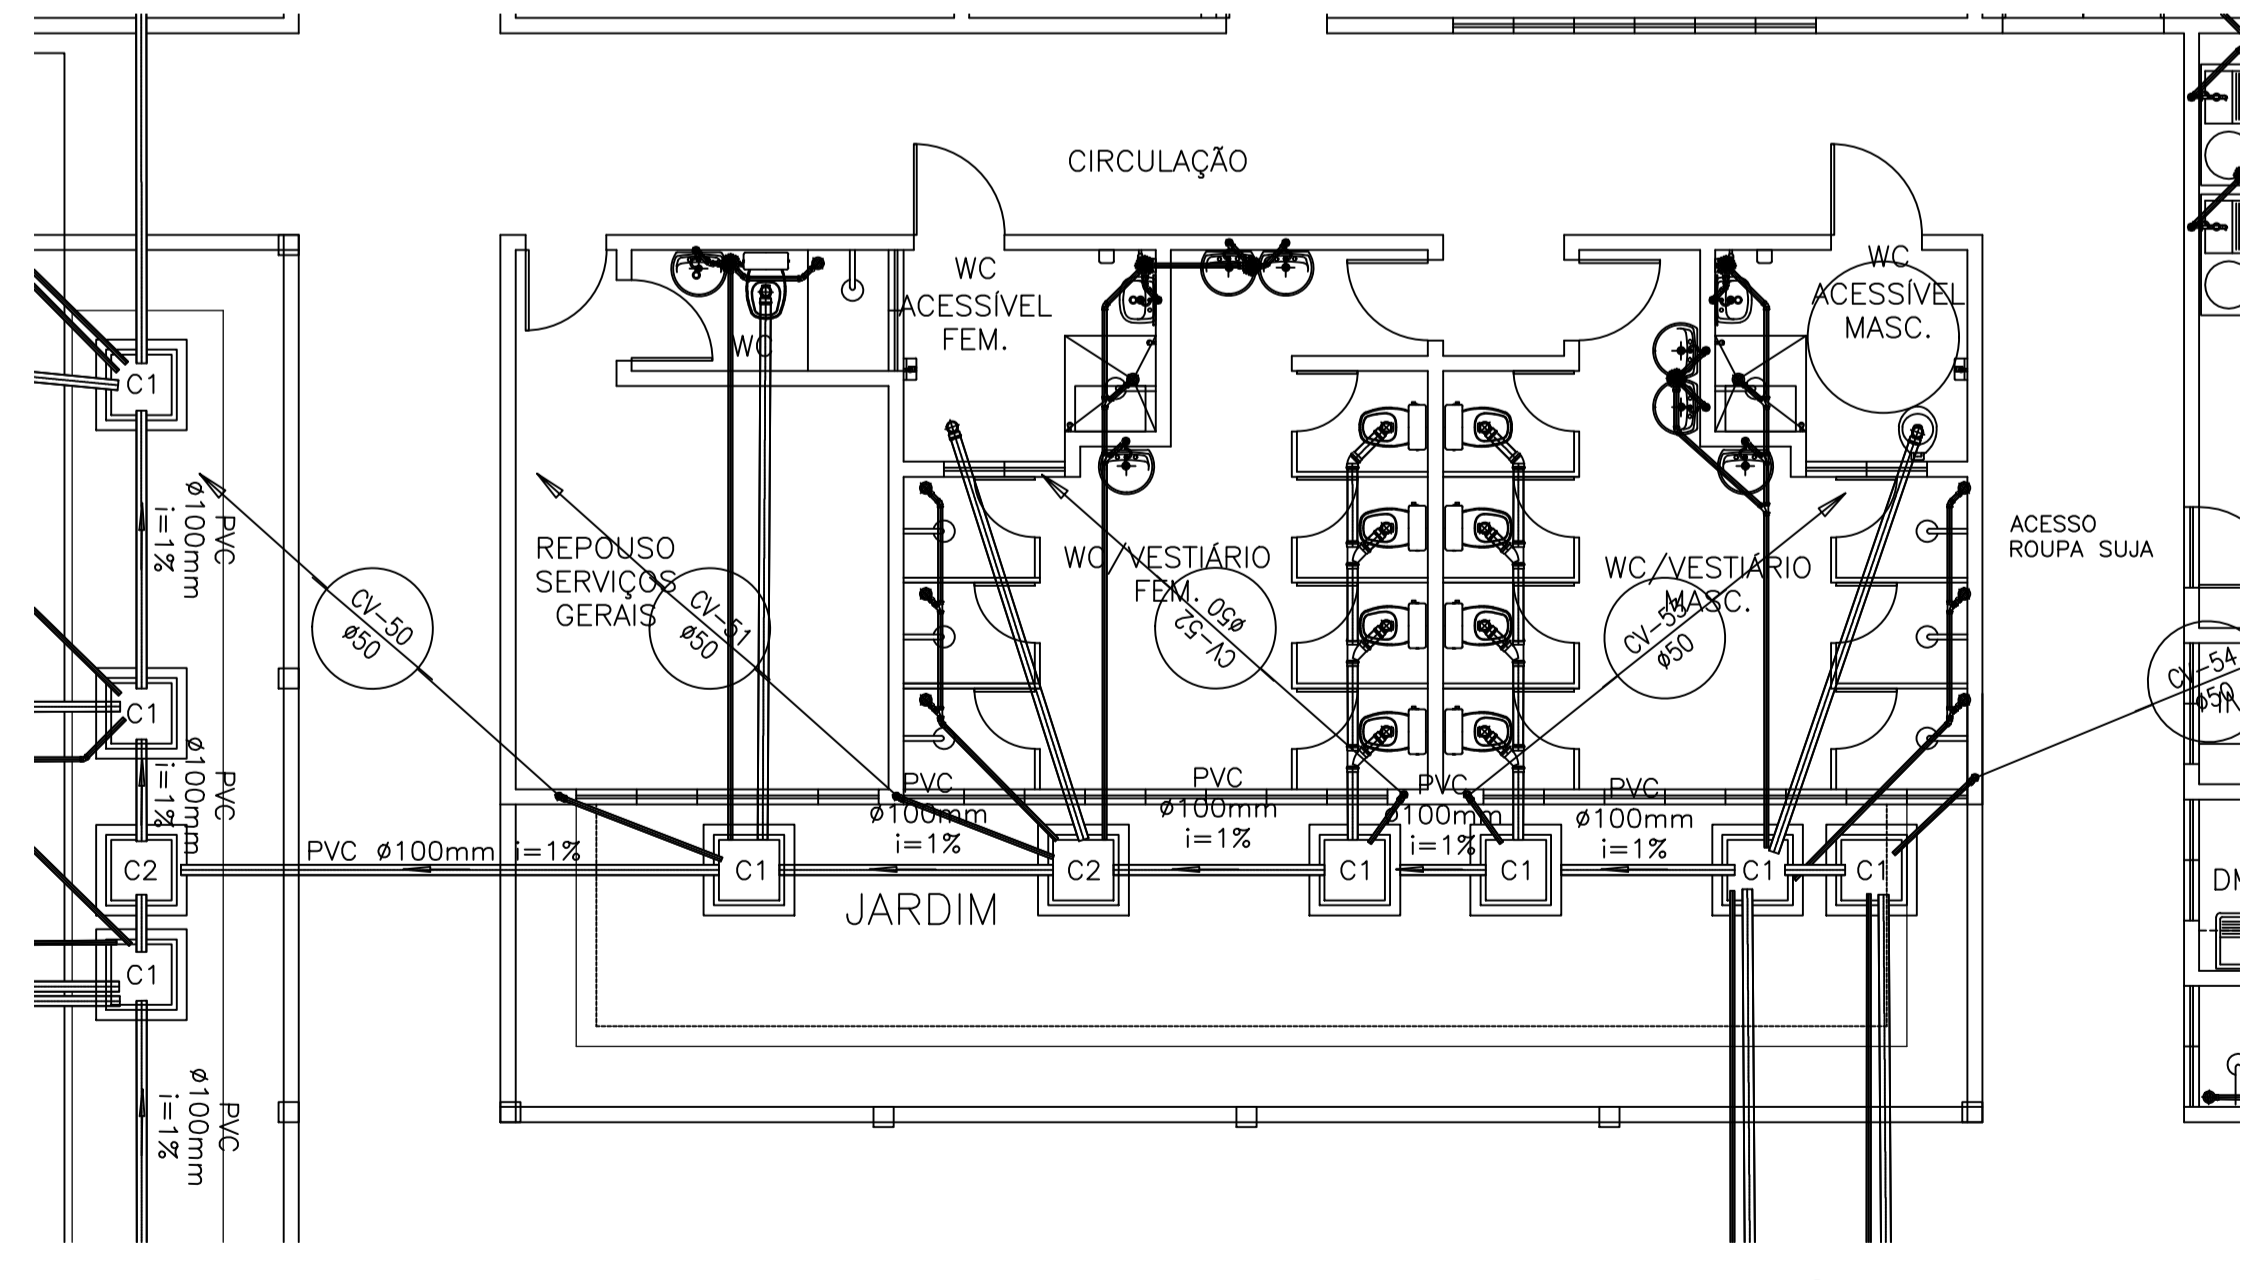 CIRCULAÇÃO
WC
ACESSÍVEL
FEM.
WC
ACESSÍVEL
MASC.
WC
C1
PVC
ø100mm
i=1%
REPOUSO
SERVIÇOS
GERAIS
WC/VESTIÁRIO
FEM.
WC/VESTIÁRIO
MASC.
ACESSO
ROUPA SUJA
CV-50
ø50
CV-51
ø50
CV-52
ø50
CV-53
ø50
CV-54
ø50
C1
PVC
ø100mm
i=1%
PVC
ø100mm
i=1%
PVC
ø100mm
i=1%
PVC
ø100mm
i=1%
PVC
ø100mm
i=1%
PVC ø100mm i=1%
C2
C1
C2
C1
C1
C1
C1
JARDIM
C1
PVC
ø100mm
i=1%